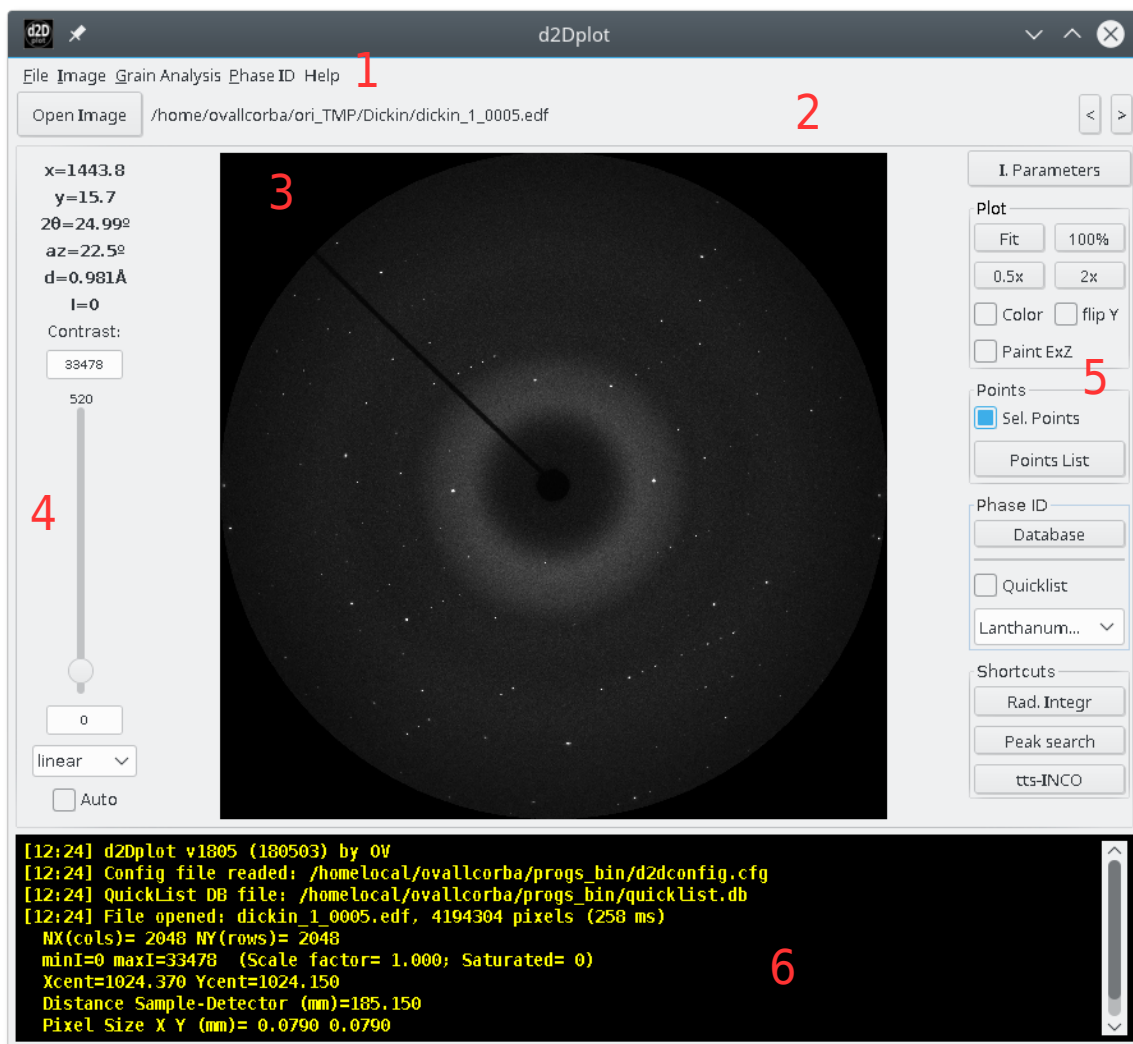 d2D
plot
d2Dplot
File Image Grain Analysis Phase ID Help
1
Open Image /home/ovallcorba/ori_TMP/Dickin/dickin_1_0005.edf
2
< >
x=1443.8
y=15.7
2θ=24.99º
az=22.5º
d=0.981Å
I=0
Contrast:
33478
520
4
0
linear
Auto
3
I. Parameters
Plot
Fit 100%
0.5x 2x
Color flip Y
Paint ExZ
5
Points
Sel. Points
Points List
Phase ID
Database
Quicklist
Lanthanum...
Shortcuts
Rad. Integr
Peak search
tts-INCO
[12:24] d2Dplot v1805 (180503) by OV
[12:24] Config file readed: /homelocal/ovallcorba/progs_bin/d2dconfig.cfg
[12:24] QuickList DB file: /homelocal/ovallcorba/progs_bin/quicklist.db
[12:24] File opened: dickin_1_0005.edf, 4194304 pixels (258 ms)
NX(cols)= 2048 NY(rows)= 2048
minI=0 maxI=33478 (Scale factor= 1.000; Saturated= 0)
Xcent=1024.370 Ycent=1024.150
Distance Sample-Detector (mm)=185.150
Pixel Size X Y (mm)= 0.0790 0.0790
6